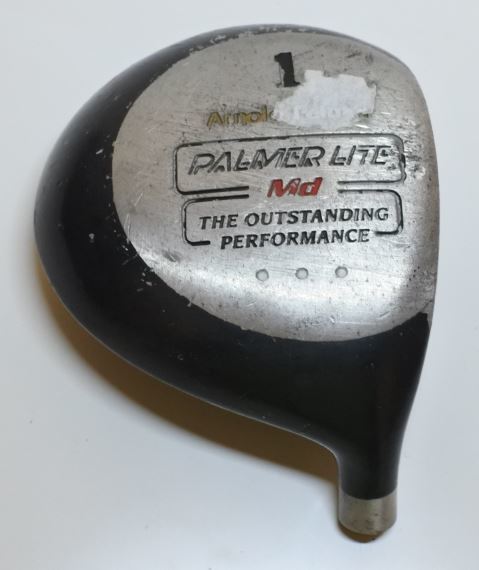 1
PALMER LITE
Md
THE OUTSTANDING
PERFORMANCE